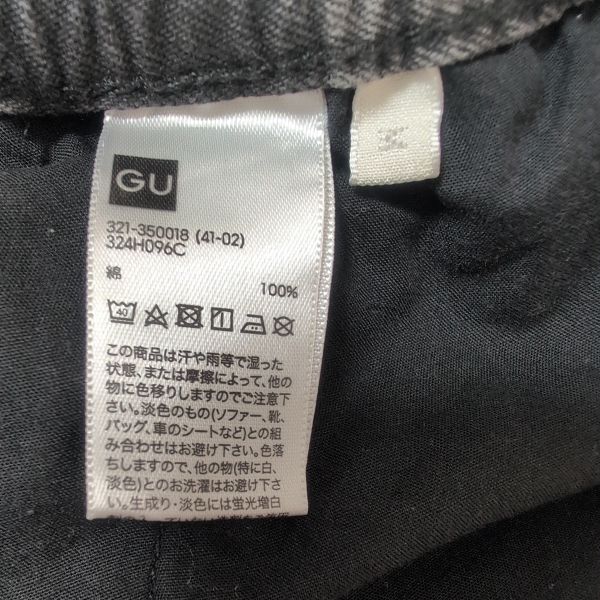 GU
321-350018 (41-02)
324H096C
綿
100%
40
この商品は汗や雨等で湿った
状態、または摩擦によって、他の
物に色移りしますのでご注意下
さい。淡色のもの(ソファー、靴、
バッグ、車のシートなど)との組
み合わせはお避け下さい。色落
ちしますので、他の物(特に白、
淡色)とのお洗濯はお避け下さ
い。生成り・淡色には蛍光増白